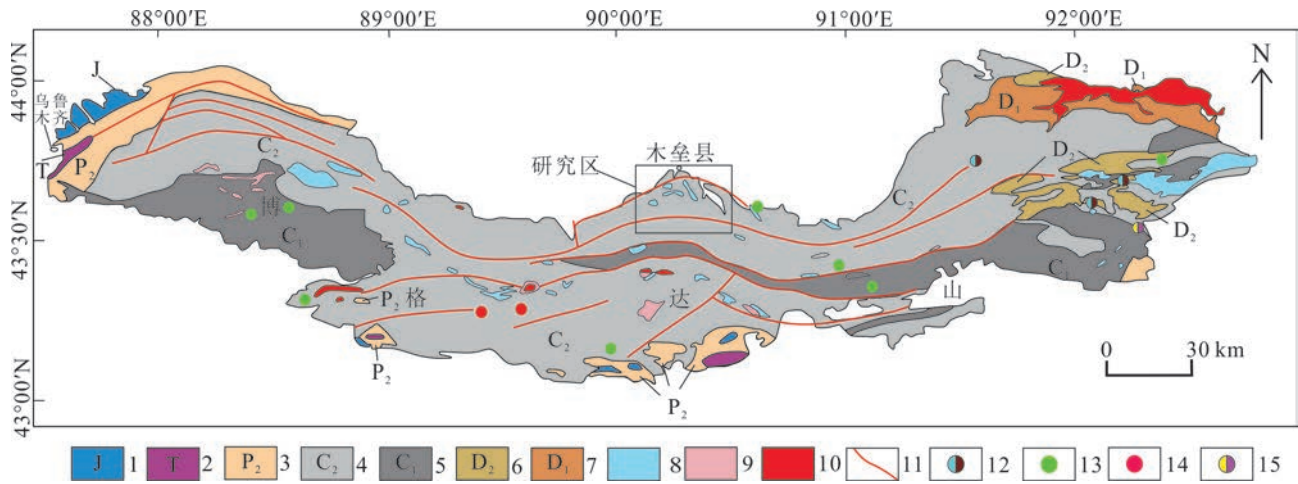 88°00′E 89°00′E 90°00′E 91°00′E 92°00′E
44°00′N
43°30′N
43°00′N
J
乌鲁
木齐
T
P₂
C₂
博
C₁
研究区
木垒县
D₂
D₁
D₁
D₂
C₂
D₂
C₁
N
P₂
格
达
山
C₂
P₂
P₂
0 30 km
J 1 T 2 P₂ 3 C₂ 4 C₁ 5 D₂ 6 D₁ 7 8 9 10 11 12 13 14 15